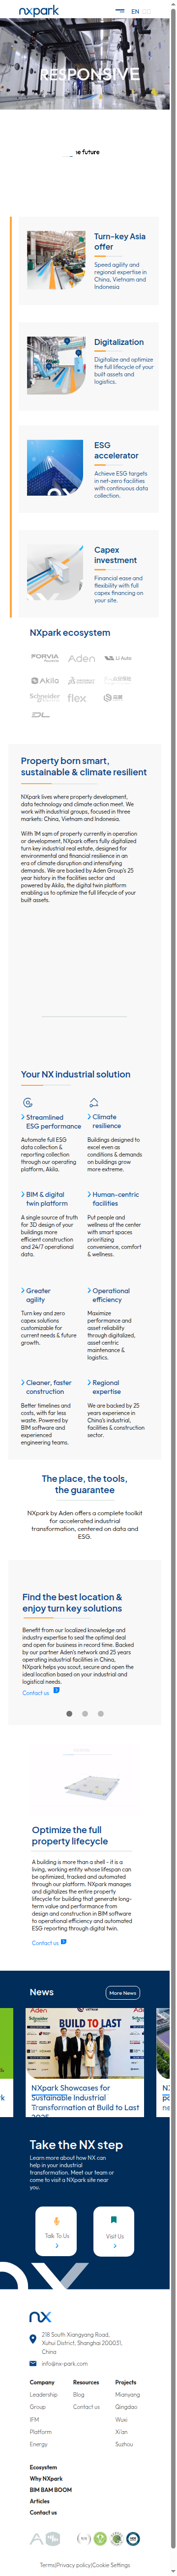 nxpark
EN
RESPONSIVE
e future
Turn-key Asia
offer
Speed agility and
regional expertise in
China, Vietnam and
Indonesia
Digitalization
Digitalize and optimize
the full lifecycle of your
built assets and
logistics.
ESG
accelerator
Achieve ESG targets
in net-zero facilities
with continuous data
collection.
Capex
investment
Financial ease and
flexibility with full
capex financing on
your site.
NXpark ecosystem
FORVIA
Aden
Li Auto
Akila
Schneider
Electric
flex
Property born smart,
sustainable & climate resilient
NXpark lives where property development,
data technology and climate action meet. We
work with industrial groups, focused in three
markets: China, Vietnam and Indonesia.
With 1M sqm of property currently in operation
or development, NXpark offers fully digitalized
turn key industrial real estate, designed for
environmental and financial resilience in an
era of climate disruption and intensifying
demands. We are backed by Aden Group's 25
year history in the facilities sector and
powered by Akila, the digital twin platform
enabling us to optimize the full lifecycle of your
built assets.
Your NX industrial solution
Streamlined
ESG performance
Automate full ESG
data collection &
reporting collection
through our operating
platform, Akila.
Climate
resilience
Buildings designed to
excel even as
conditions & demands
on buildings grow
more extreme.
BIM & digital
twin platform
A single source of truth
for 3D design of your
buildings more
efficient construction
and 24/7 operational
data.
Human-centric
facilities
Put people and
wellness at the center
with smart spaces
prioritizing
convenience, comfort
& wellness.
Greater
agility
Turn key and zero
capex solutions
customizable for
current needs & future
growth.
Operational
efficiency
Maximize
performance and
asset reliability
through digitalized,
asset centric
maintenance &
logistics.
Cleaner, faster
construction
Better timelines and
costs, with far less
waste. Powered by
BIM software and
experienced
engineering teams.
Regional
expertise
We are backed by 25
years experience in
China's industrial,
facilities & construction
sector.
The place, the tools,
the guarantee
NXpark by Aden offers a complete toolkit
for accelerated industrial
transformation, centered on data and
ESG.
Find the best location &
enjoy turn key solutions
Benefit from our localized knowledge and
industry expertise to seal the optimal deal
and open for business in record time. Backed
by our partner Aden's network and 25 years
operating industrial facilities in China,
NXpark helps you scout, secure and open the
ideal location based on your industrial and
logistical needs.
Contact us
Optimize the full
property lifecycle
A building is more than a shell – it is a
living, working entity whose lifespan can
be optimized, tracked and automated
through our platform. NXpark manages
and digitalizes the entire property
lifecycle for building that generate long-
term value and performance from
design and construction in BIM software
to operational efficiency and automated
ESG reporting through digital twin.
Contact us
News
More News
Aden
BUILD TO LAST
NXpark Showcases for
Sustainable Industrial
Transformation at Build to Last
2025
Take the NX step
Learn more about how NX can
help in your industrial
transformation. Meet our team or
come to visit a NXpark site near
you.
Talk To Us
Visit Us
nx
218 South Xiangyang Road,
Xuhui District. Shanghai 200031.
China
info@nx-park.com
Company
Leadership
Group
IFM
Platform
Energy
Resources
Blog
Contact us
Projects
Mianyang
Qingdao
Wuxi
Xi'an
Suzhou
Ecosystem
Why NXpark
BIM BAM BOOM
Articles
Contact us
Terms|Privacy policy|Cookie Settings